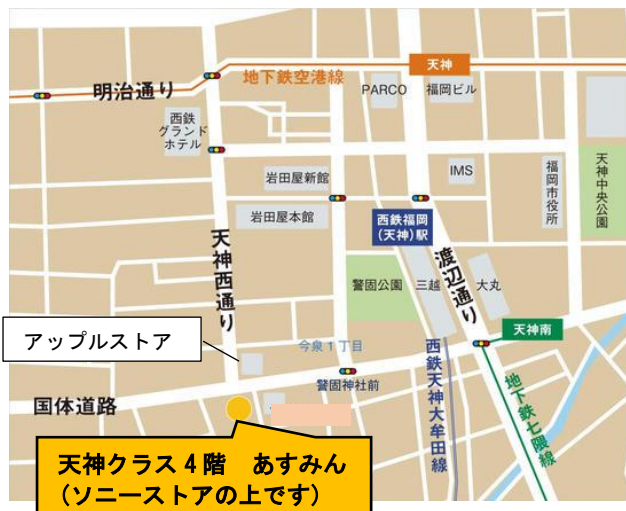 天神
地下鉄空港線
明治通り
PARCO
福岡ビル
西鉄
グランド
ホテル
岩田屋新館
IMS
福岡市役所
天神中央公園
岩田屋本館
西鉄福岡
(天神)駅
天神西通り
渡辺通り
警固公園
三越
大丸
アップルストア
天神南
今泉1丁目
警固神社前
西鉄天神大牟田線
地下鉄七隈線
国体道路
天神クラス4階　あすみん
(ソニーストアの上です)